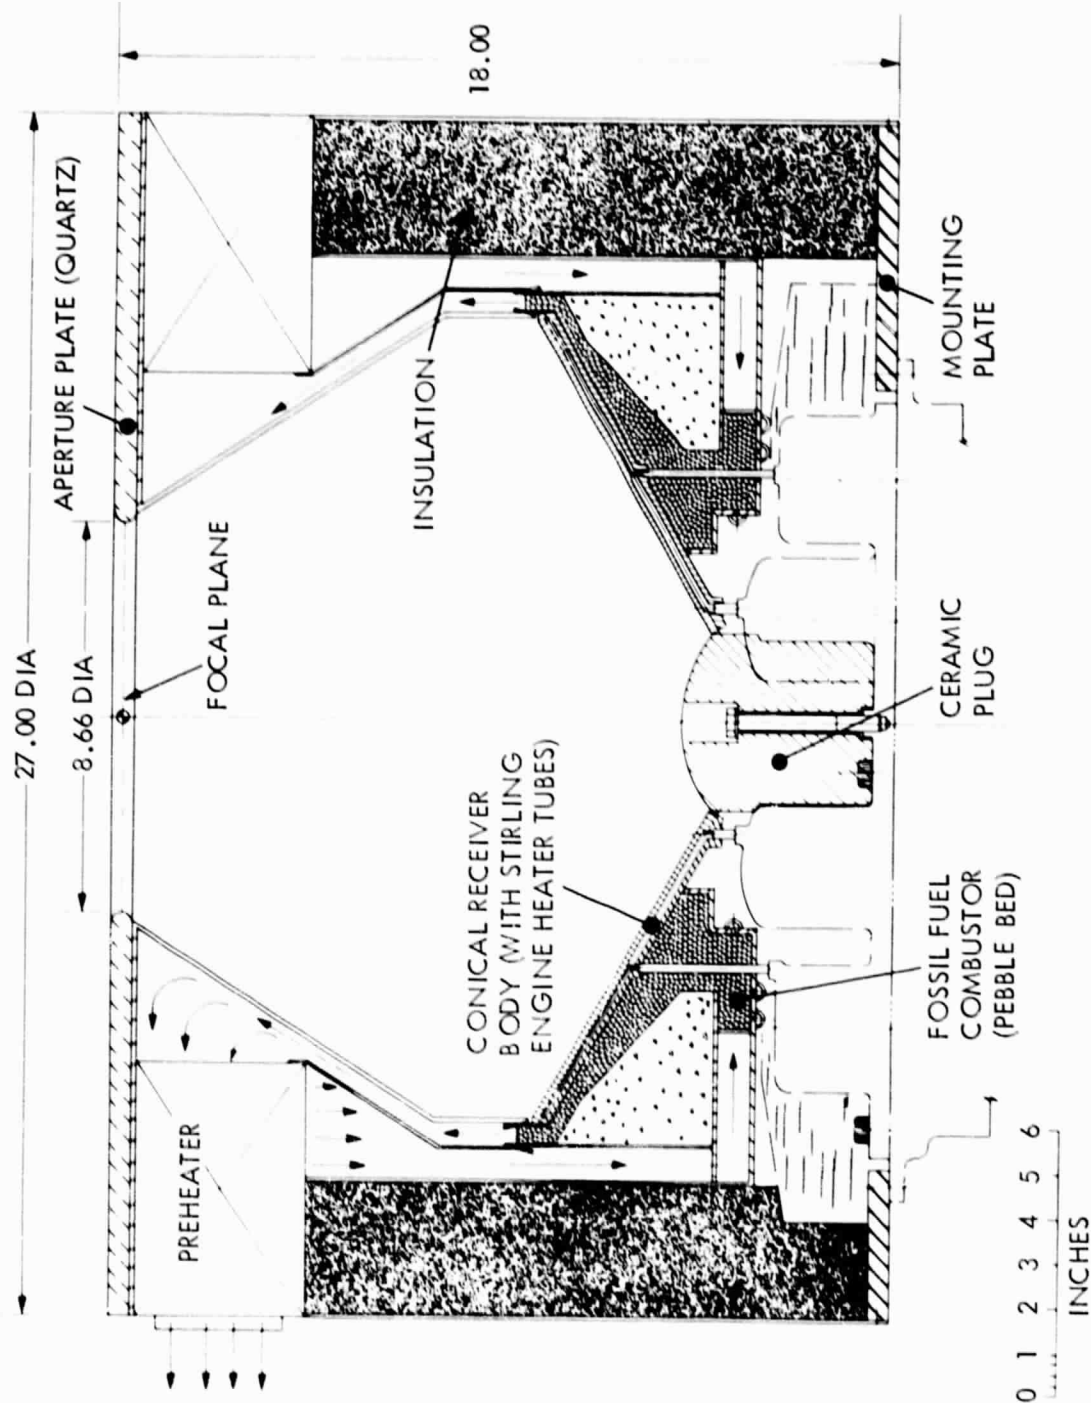 27.00 DIA
8.66 DIA
APERTURE PLATE (QUARTZ)
18.00
FOCAL PLANE
PREHEATER
INSULATION
CONICAL RECEIVER
BODY (WITH STIRLING
ENGINE HEATER TUBES)
MOUNTING
PLATE
CERAMIC
PLUG
FOSSIL FUEL
COMBUSTOR
(PEBBLE BED)
0 1 2 3 4 5 6
INCHES